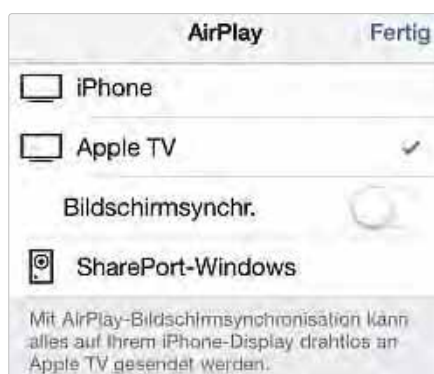 AirPlay Fertig
iPhone
Apple TV
Bildschirmsynchr.
SharePort-Windows
Mit AirPlay-Bildschirmsynchronisation kann
alles auf Ihrem iPhone-Display drahtlos an
Apple TV gesendet werden.